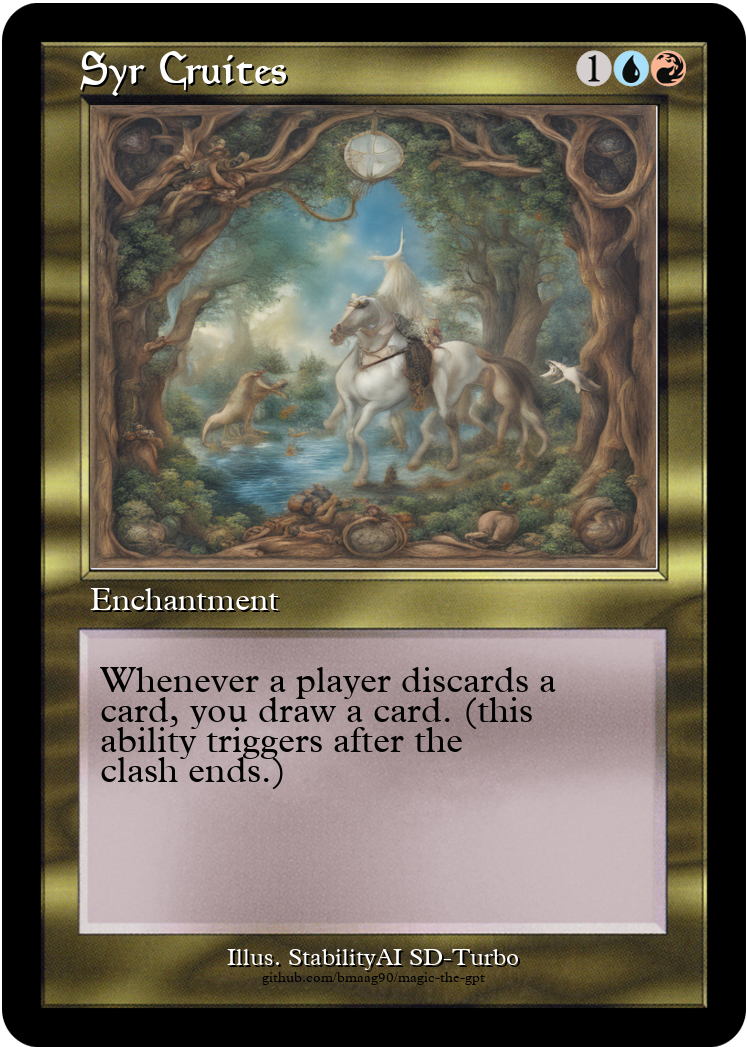 Syr Cruites 1
Enchantment
Whenever a player discards a
card, you draw a card. (this
ability triggers after the
clash ends.)
Illus. StabilityAI SD-Turbo
github.com/bmaag90/magic-the-gpt